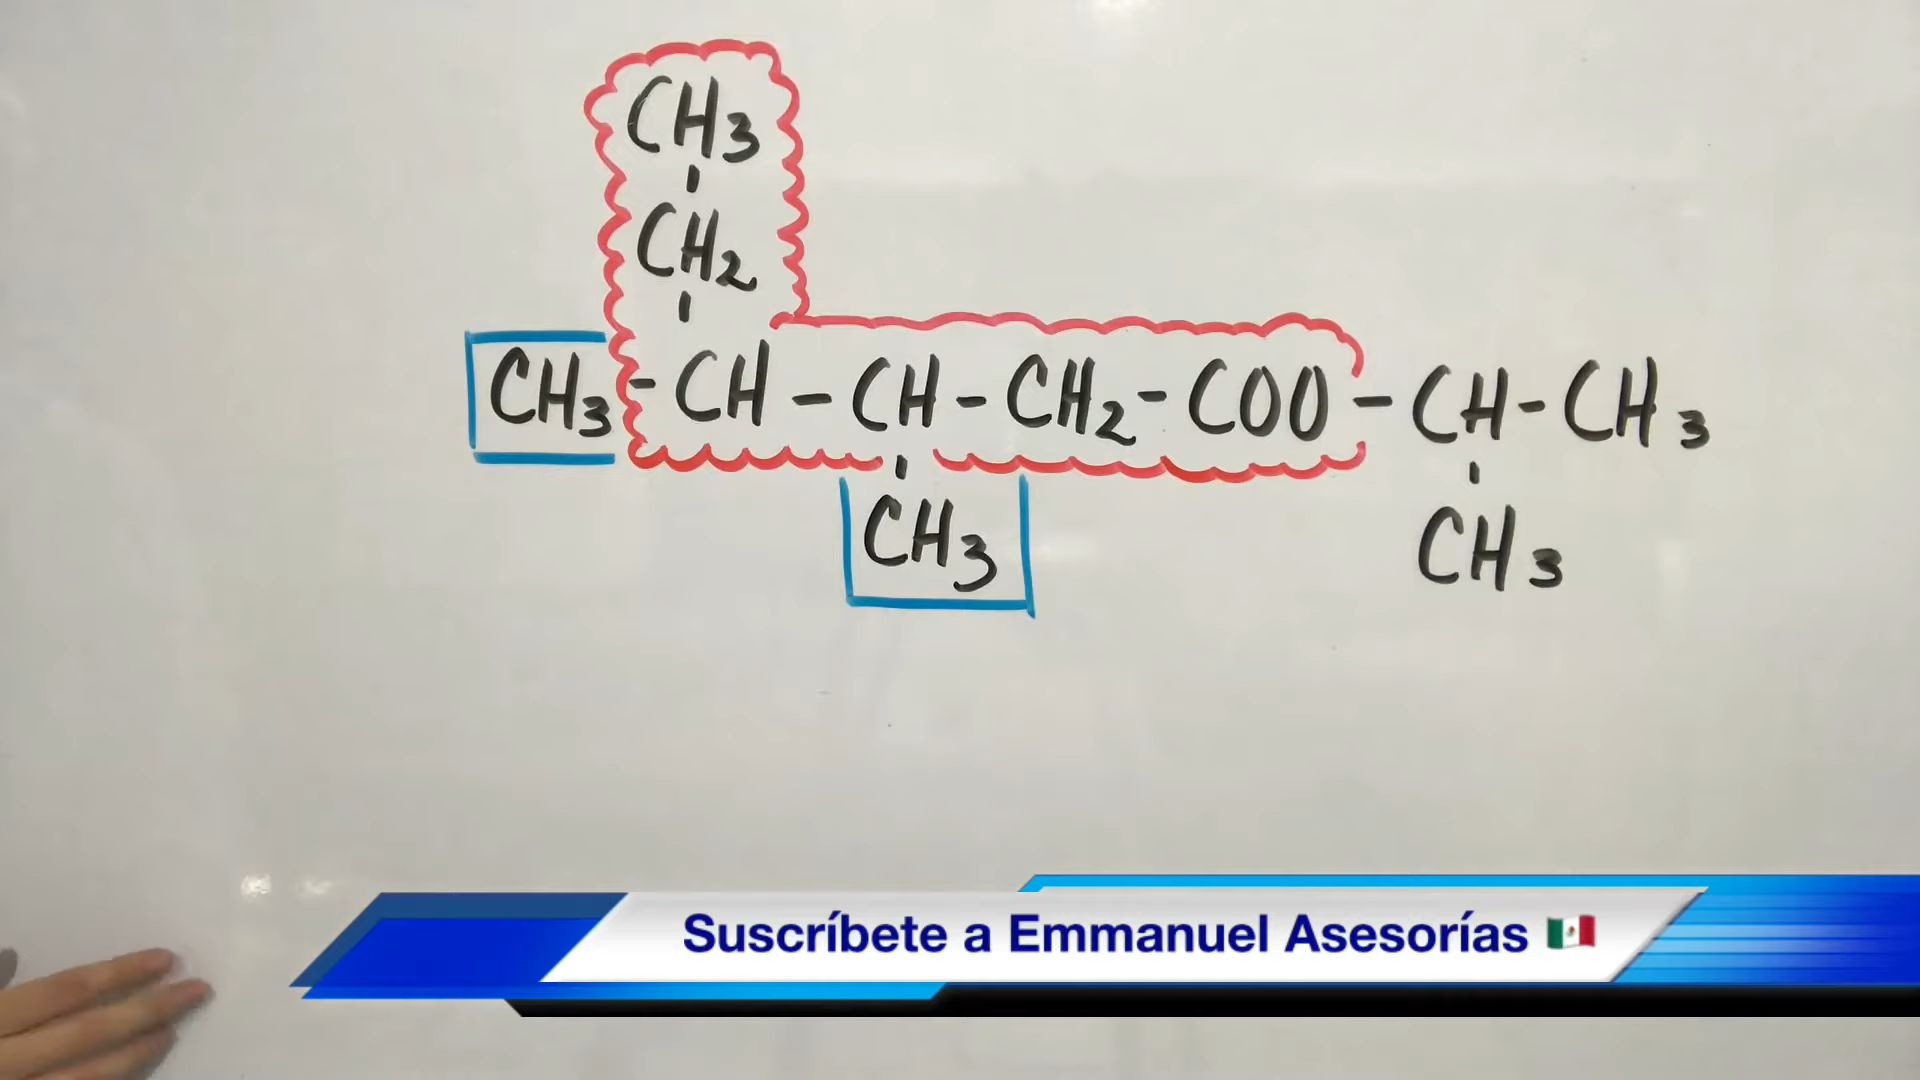 CH3
CH2
CH3-CH-CH-CH2-COO-CH-CH3
CH3 CH3
Suscríbete a Emmanuel Asesorías 🇲🇽